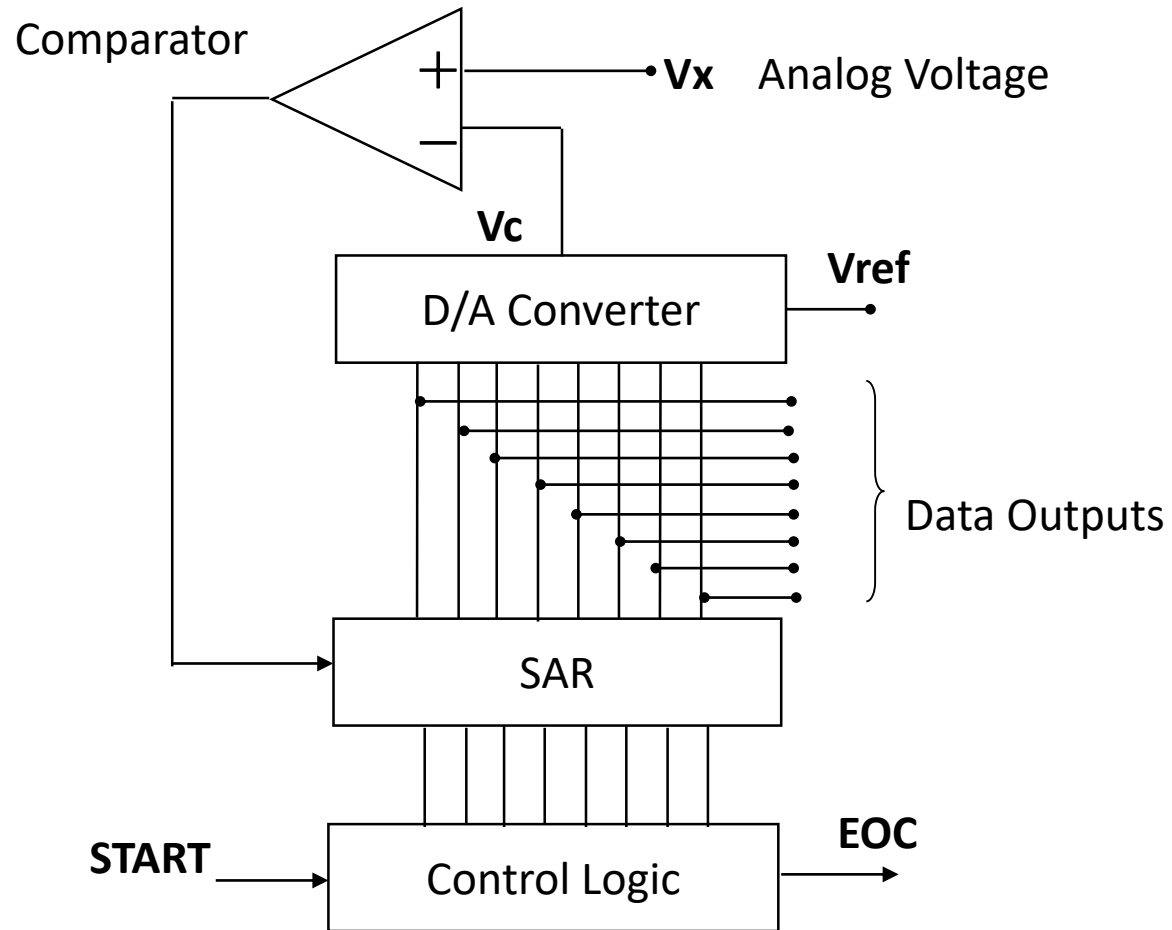 Comparator
+
Vx Analog Voltage
−
Vc
Vref
D/A Converter
Data Outputs
SAR
START
EOC
Control Logic